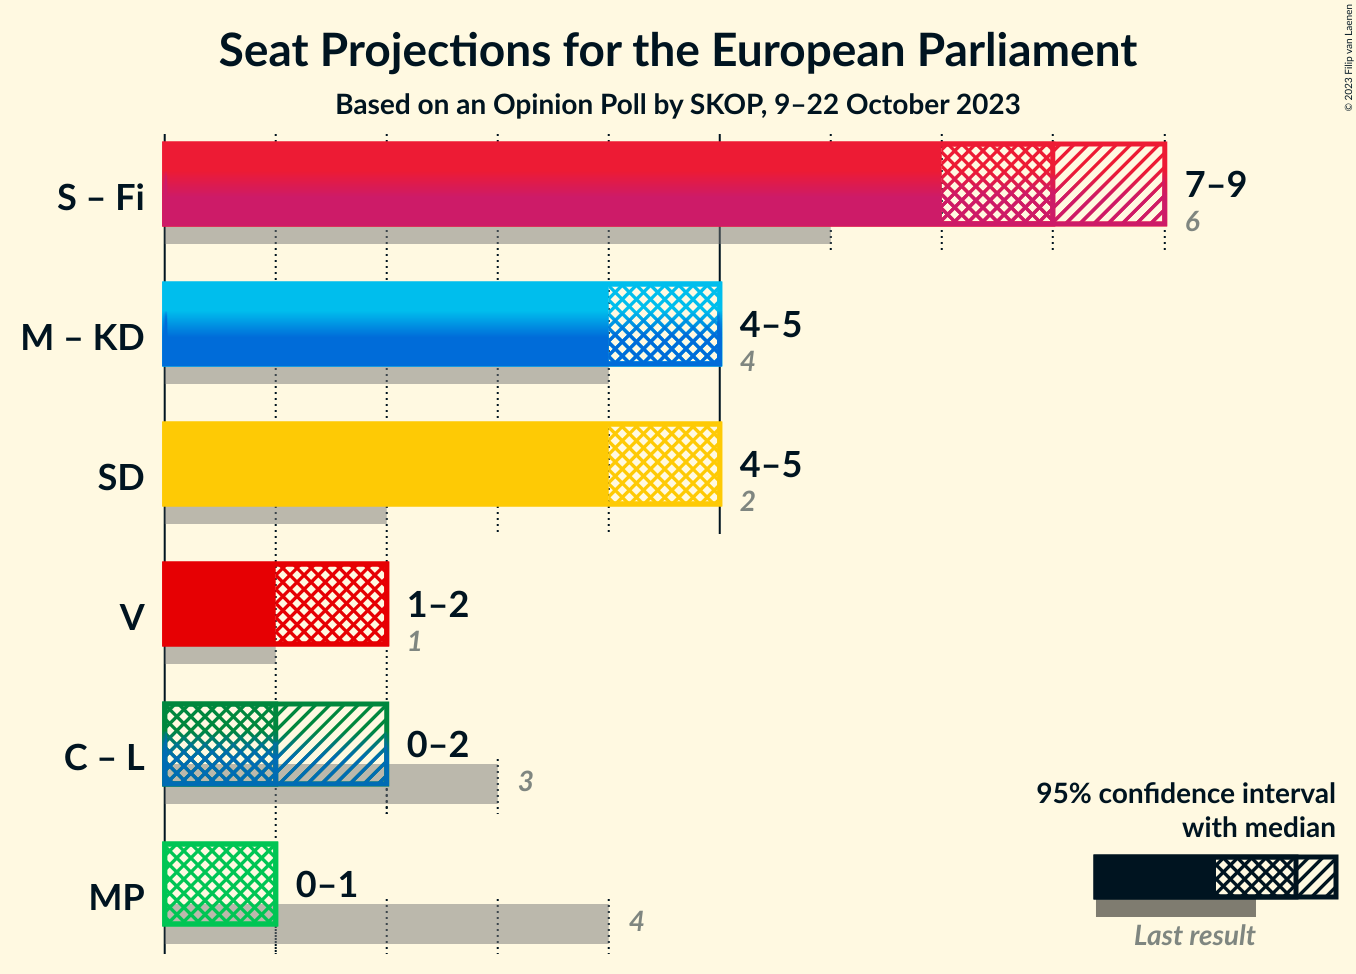 Seat Projections for the European Parliament
Based on an Opinion Poll by SKOP, 9–22 October 2023
© 2023 Filip van Laenen
S – Fi
7–9
6
M – KD
4–5
4
SD
4–5
2
V
1–2
1
C – L
0–2
3
MP
0–1
4
95% confidence interval
with median
Last result